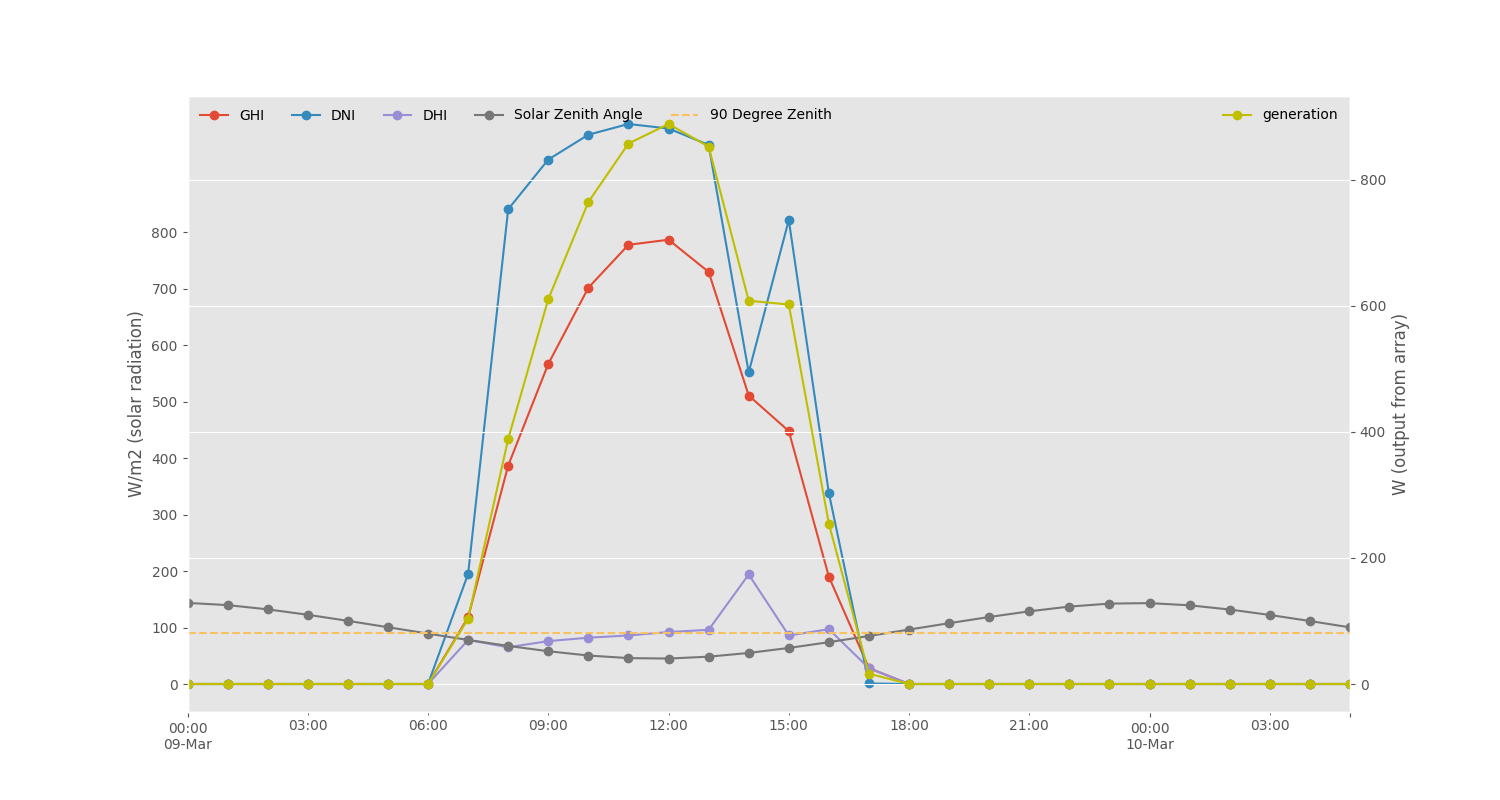 GHI DNI DHI Solar Zenith Angle 90 Degree Zenith generation
W/m2 (solar radiation)
800
700
600
500
400
300
200
100
0
800
600
400
200
0
W (output from array)
00:00 03:00 06:00 09:00 12:00 15:00 18:00 21:00 00:00 03:00
09-Mar 10-Mar